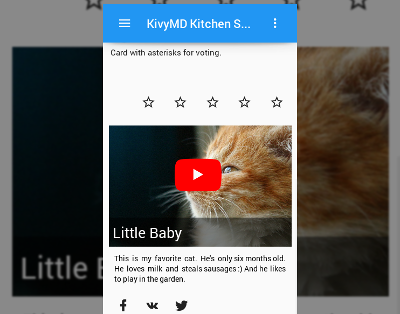 KivyMD Kitchen S...
Card with asterisks for voting.
Little Baby
This is my favorite cat. He's only six months old.
He loves milk and steals sausages :) And he likes
to play in the garden.
Little B